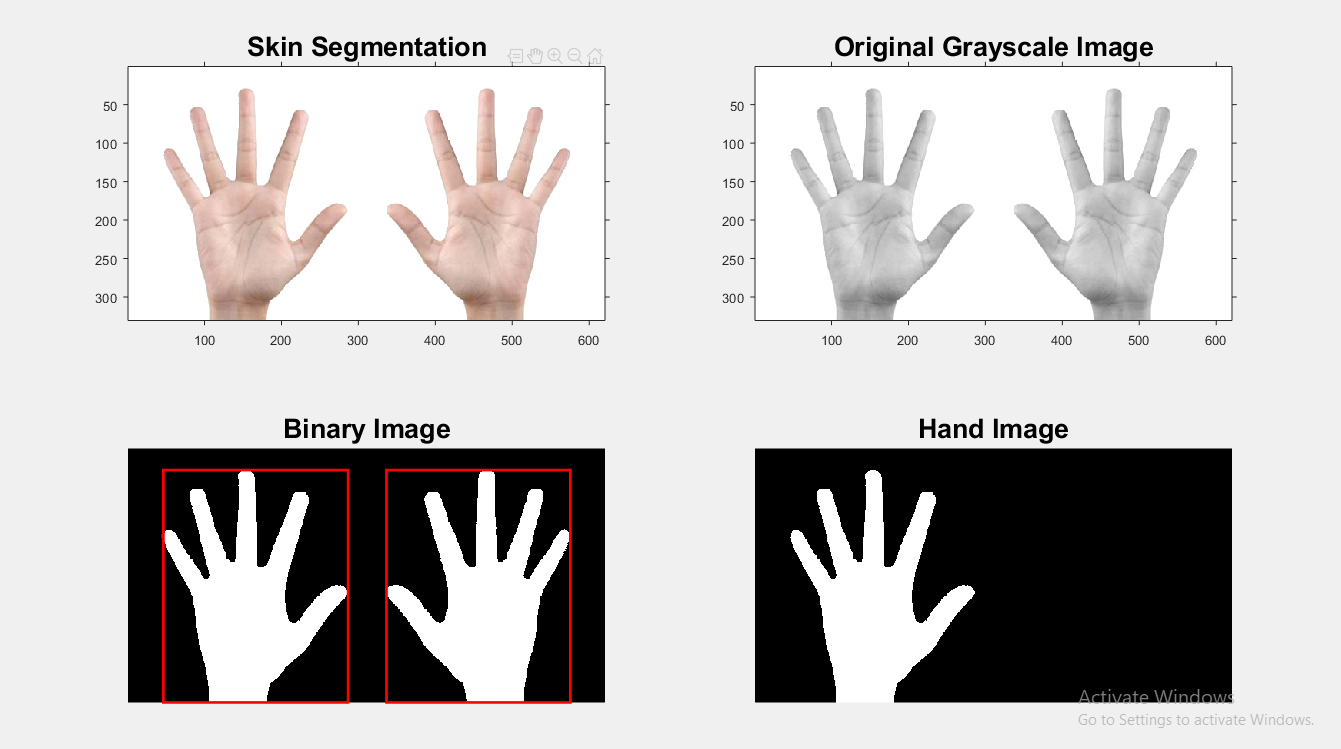 Skin Segmentation
50
100
150
200
250
300
100 200 300 400 500 600
Original Grayscale Image
50
100
150
200
250
300
100 200 300 400 500 600
Binary Image
Hand Image
Activate Windows
Go to Settings to activate Windows.